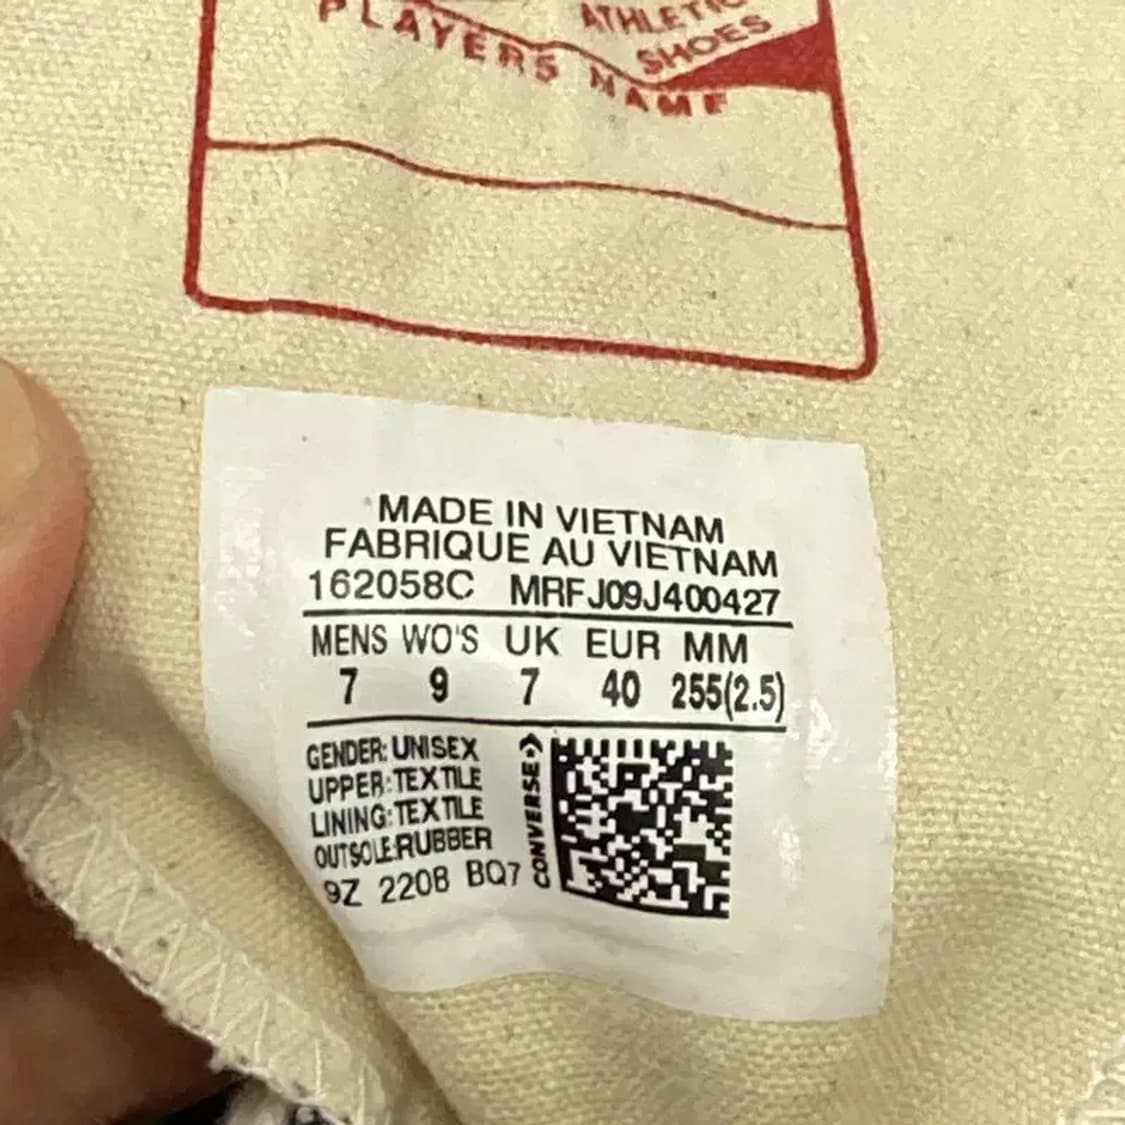 ATHLETIC
SHOES
PLAYERS NAME
MADE IN VIETNAM
FABRIQUE AU VIETNAM
162058C MRFJ09J400427
MENS WO'S UK EUR MM
7 9 7 40 255(2.5)
GENDER: UNISEX
UPPER:TEXTILE
LINING:TEXTILE
OUTSOLE:RUBBER
9Z 220B BQ7
CONVERSE